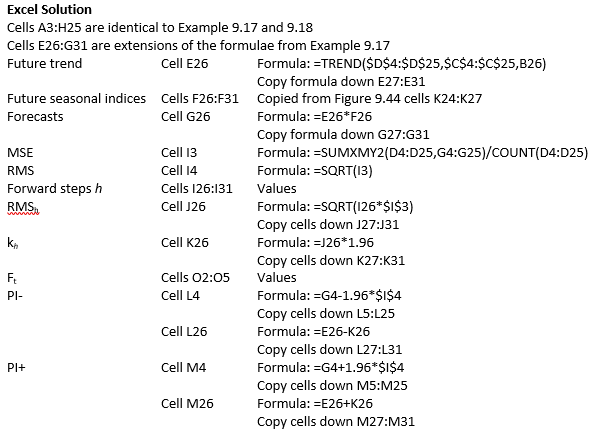 Excel Solution
Cells A3:H25 are identical to Example 9.17 and 9.18
Cells E26:G31 are extensions of the formulae from Example 9.17
Future trend Cell E26 Formula: =TREND($D$4:$D$25,$C$4:$C$25,B26)
Copy formula down E27:E31
Future seasonal indices Cells F26:F31 Copied from Figure 9.44 cells K24:K27
Forecasts Cell G26 Formula: =E26*F26
Copy formula down G27:G31
MSE Cell I3 Formula: =SUMXMY2(D4:D25,G4:G25)/COUNT(D4:D25)
RMS Cell I4 Formula: =SQRT(I3)
Forward steps h Cells I26:I31 Values
RMSh Cell J26 Formula: =SQRT(I26*$I$3)
Copy cells down J27:J31
kh Cell K26 Formula: =J26*1.96
Copy cells down K27:K31
Ft Cells O2:O5 Values
PI- Cell L4 Formula: =G4-1.96*$I$4
Copy cells down L5:L25
Cell L26 Formula: =E26-K26
Copy cells down L27:L31
PI+ Cell M4 Formula: =G4+1.96*$I$4
Copy cells down M5:M25
Cell M26 Formula: =E26+K26
Copy cells down M27:M31